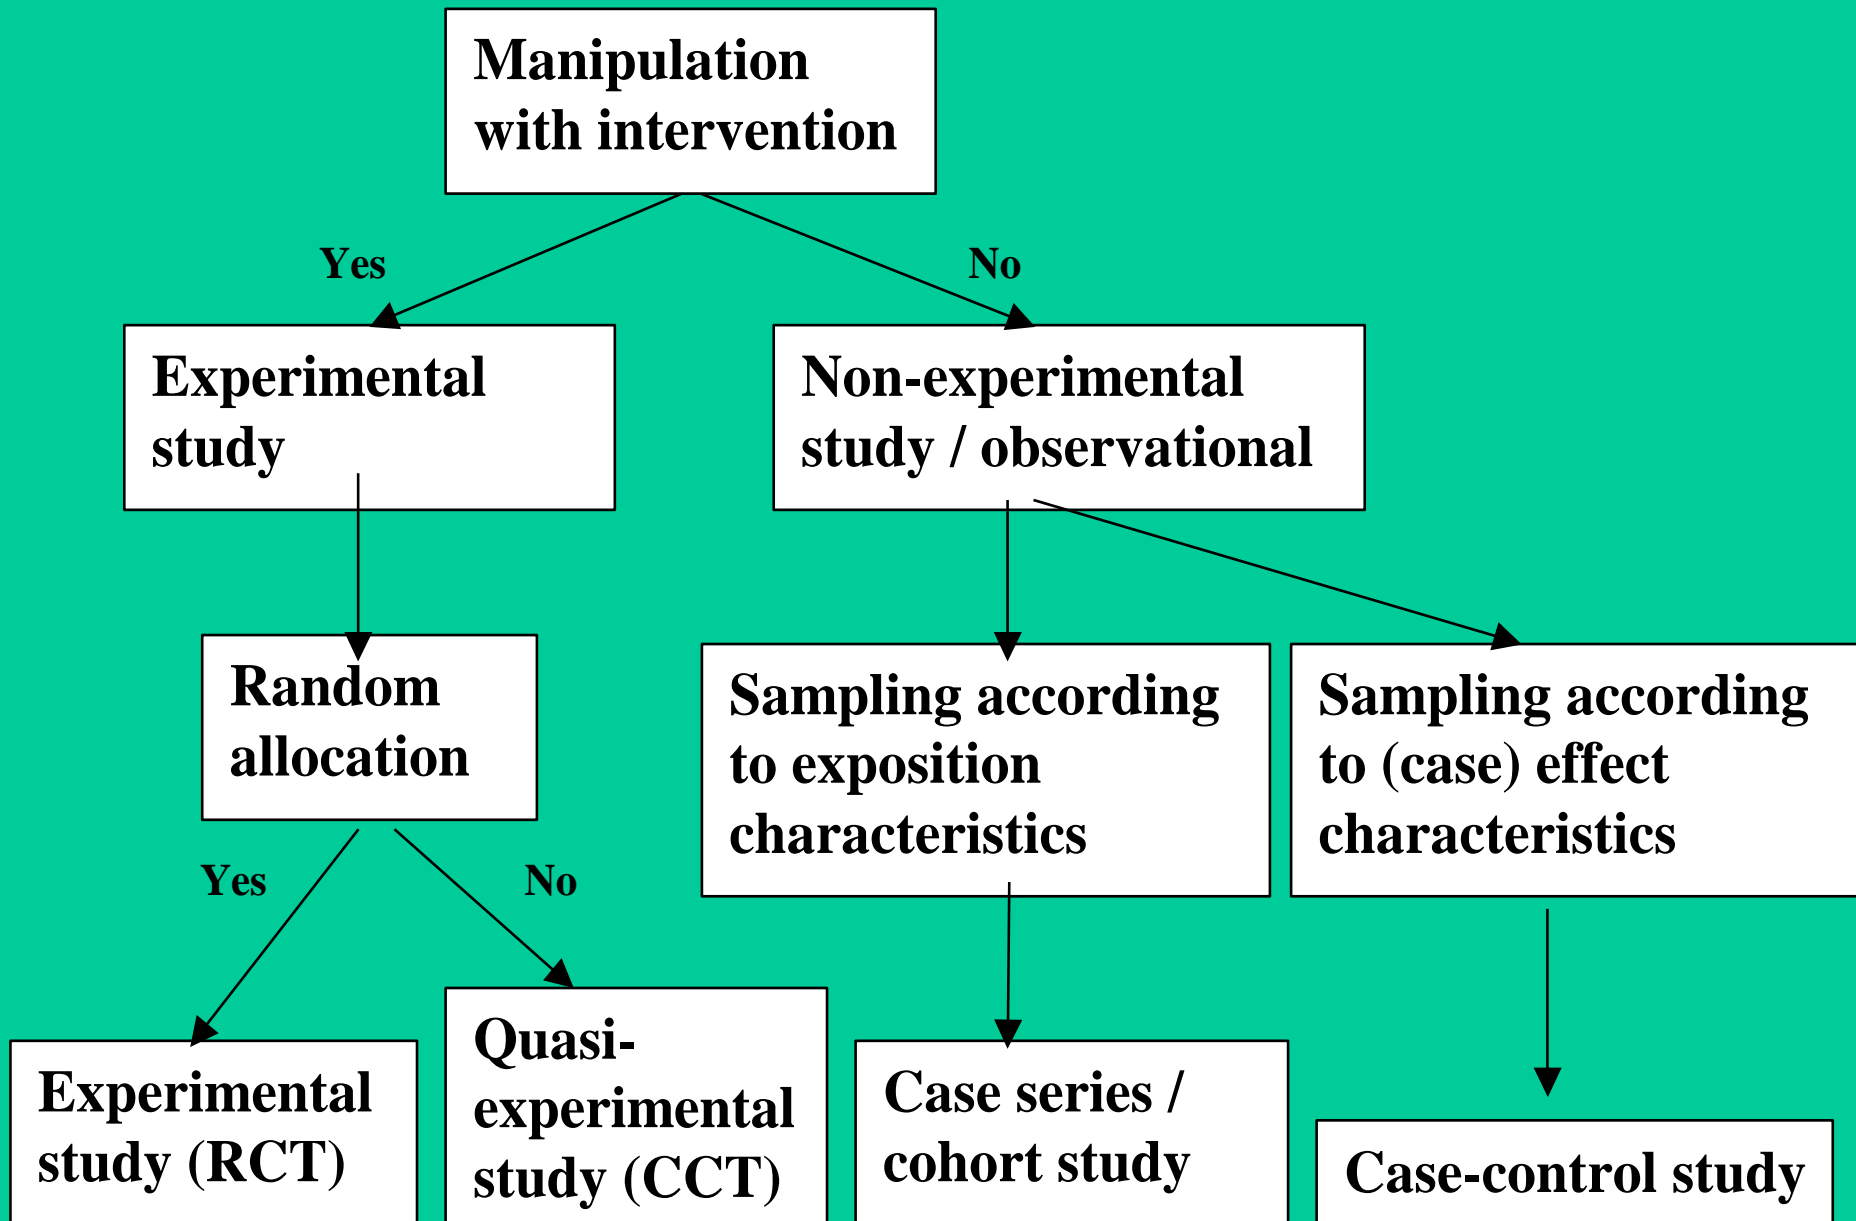 Manipulation
with intervention
Yes
No
Experimental
study
Non-experimental
study / observational
Random
allocation
Sampling according
to exposition
characteristics
Sampling according
to (case) effect
characteristics
Yes
No
Experimental
study (RCT)
Quasi-
experimental
study (CCT)
Case series /
cohort study
Case-control study